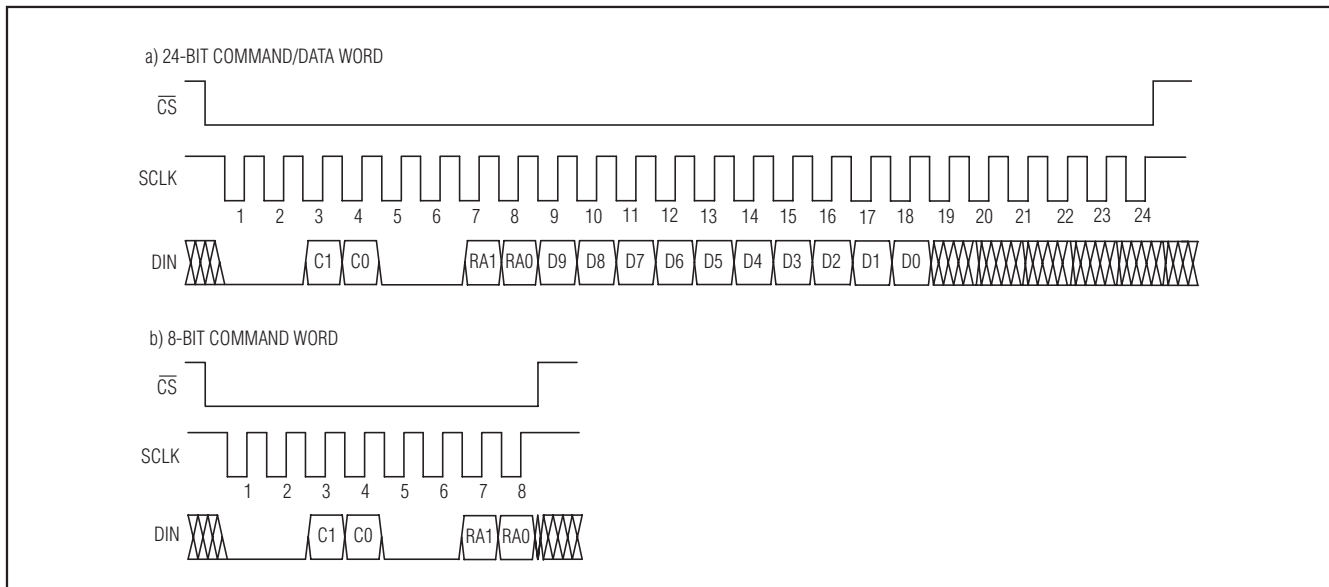 a) 24-BIT COMMAND/DATA WORD
CS
SCLK
1 2 3 4 5 6 7 8 9 10 11 12 13 14 15 16 17 18 19 20 21 22 23 24
DIN C1 C0 RA1 RA0 D9 D8 D7 D6 D5 D4 D3 D2 D1 D0
b) 8-BIT COMMAND WORD
CS
SCLK
1 2 3 4 5 6 7 8
DIN C1 C0 RA1 RA0